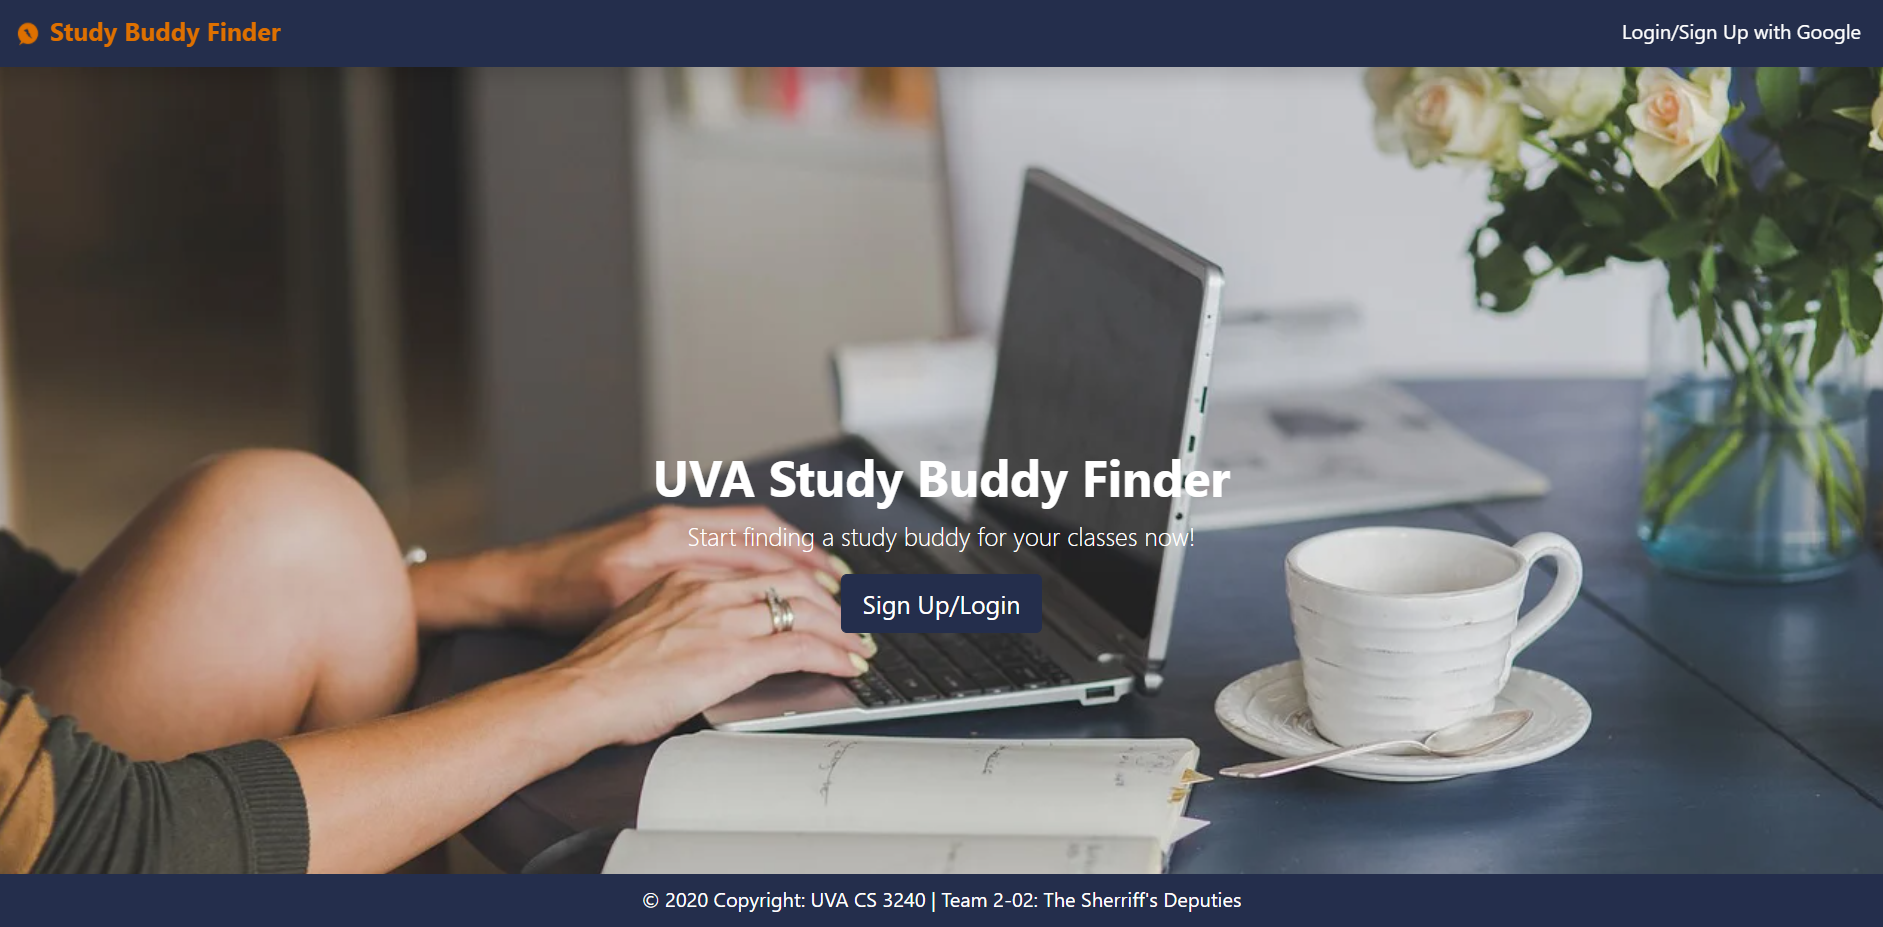 Study Buddy Finder
Login/Sign Up with Google
UVA Study Buddy Finder
Start finding a study buddy for your classes now!
Sign Up/Login
© 2020 Copyright: UVA CS 3240 | Team 2-02: The Sherriff's Deputies